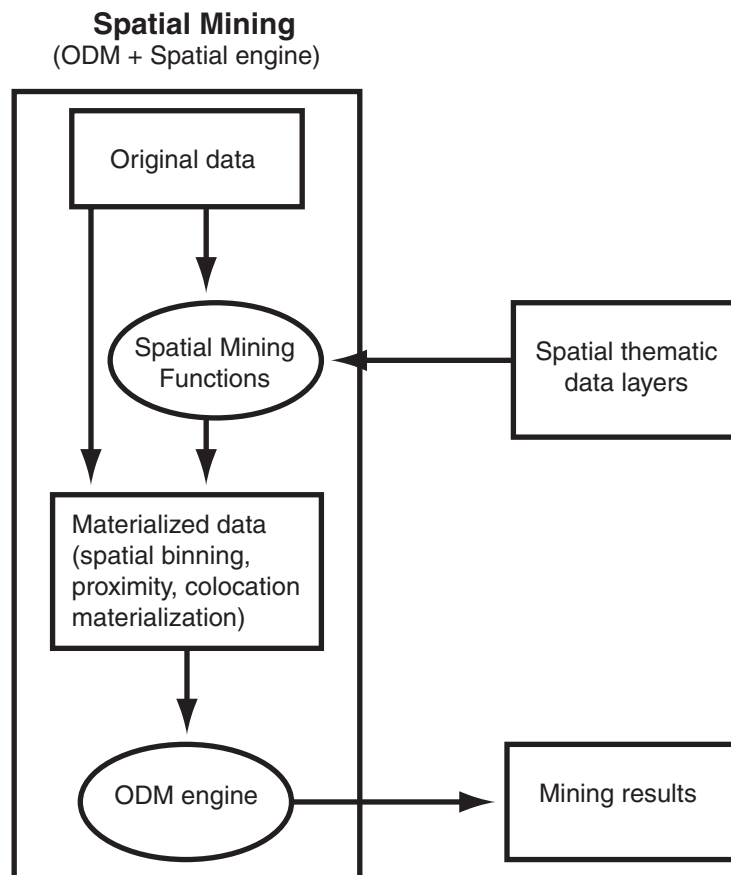 Spatial Mining
(ODM + Spatial engine)
Original data
Spatial Mining
Functions
Spatial thematic
data layers
Materialized data
(spatial binning,
proximity, colocation
materialization)
ODM engine
Mining results